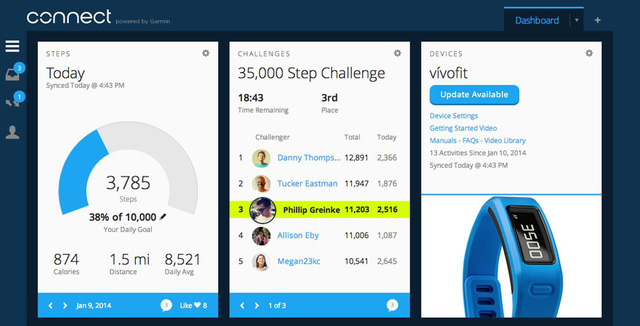 connect powered by Garmin
Dashboard ▾ +
3
1
STEPS
Today
Synced Today @ 4:43 PM
3,785
Steps
38% of 10,000
Your Daily Goal
874 1.5 mi 8,521
Calories Distance Daily Avg
< > Jan 9, 2014 3 Like ♥ 8
CHALLENGES
35,000 Step Challenge
18:43 3rd
Time Remaining Place
Challenger Total Today
1 Danny Thomps... 12,891 2,366
2 Tucker Eastman 11,947 1,876
3 Phillip Greinke 11,203 2,516
4 Allison Eby 11,006 1,087
5 Megan23kc 10,541 2,645
< > 1 of 3 3
DEVICES
vívofit
Update Available
Device Settings
Getting Started Video
Manuals - FAQs - Video Library
13 Activities Since Jan 10, 2014
Synced Today @ 4:43 PM
0035